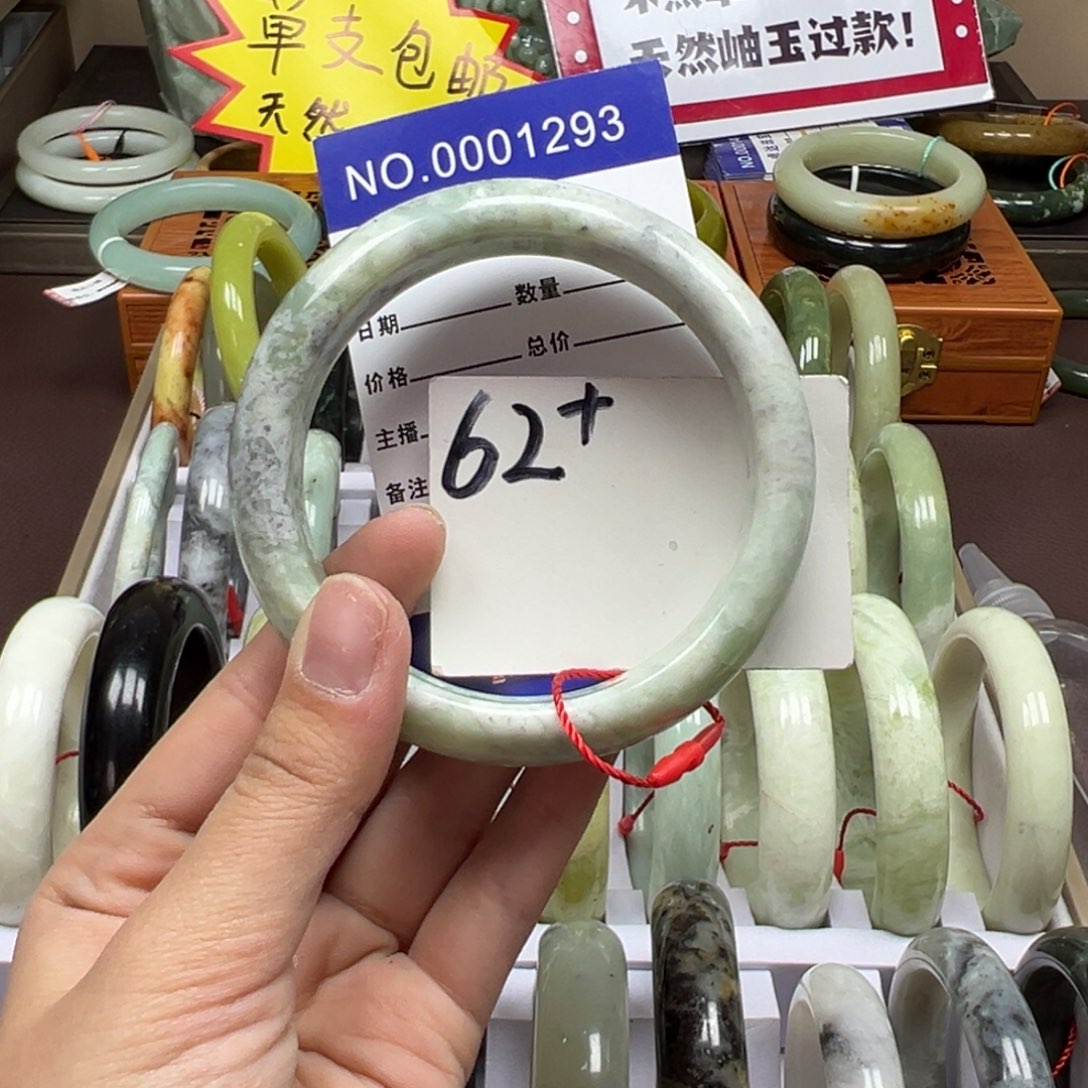 单支包邮
天然
天然岫玉过款!
NO.0001293
数量
日期
总价
价格
主播
备注
62+